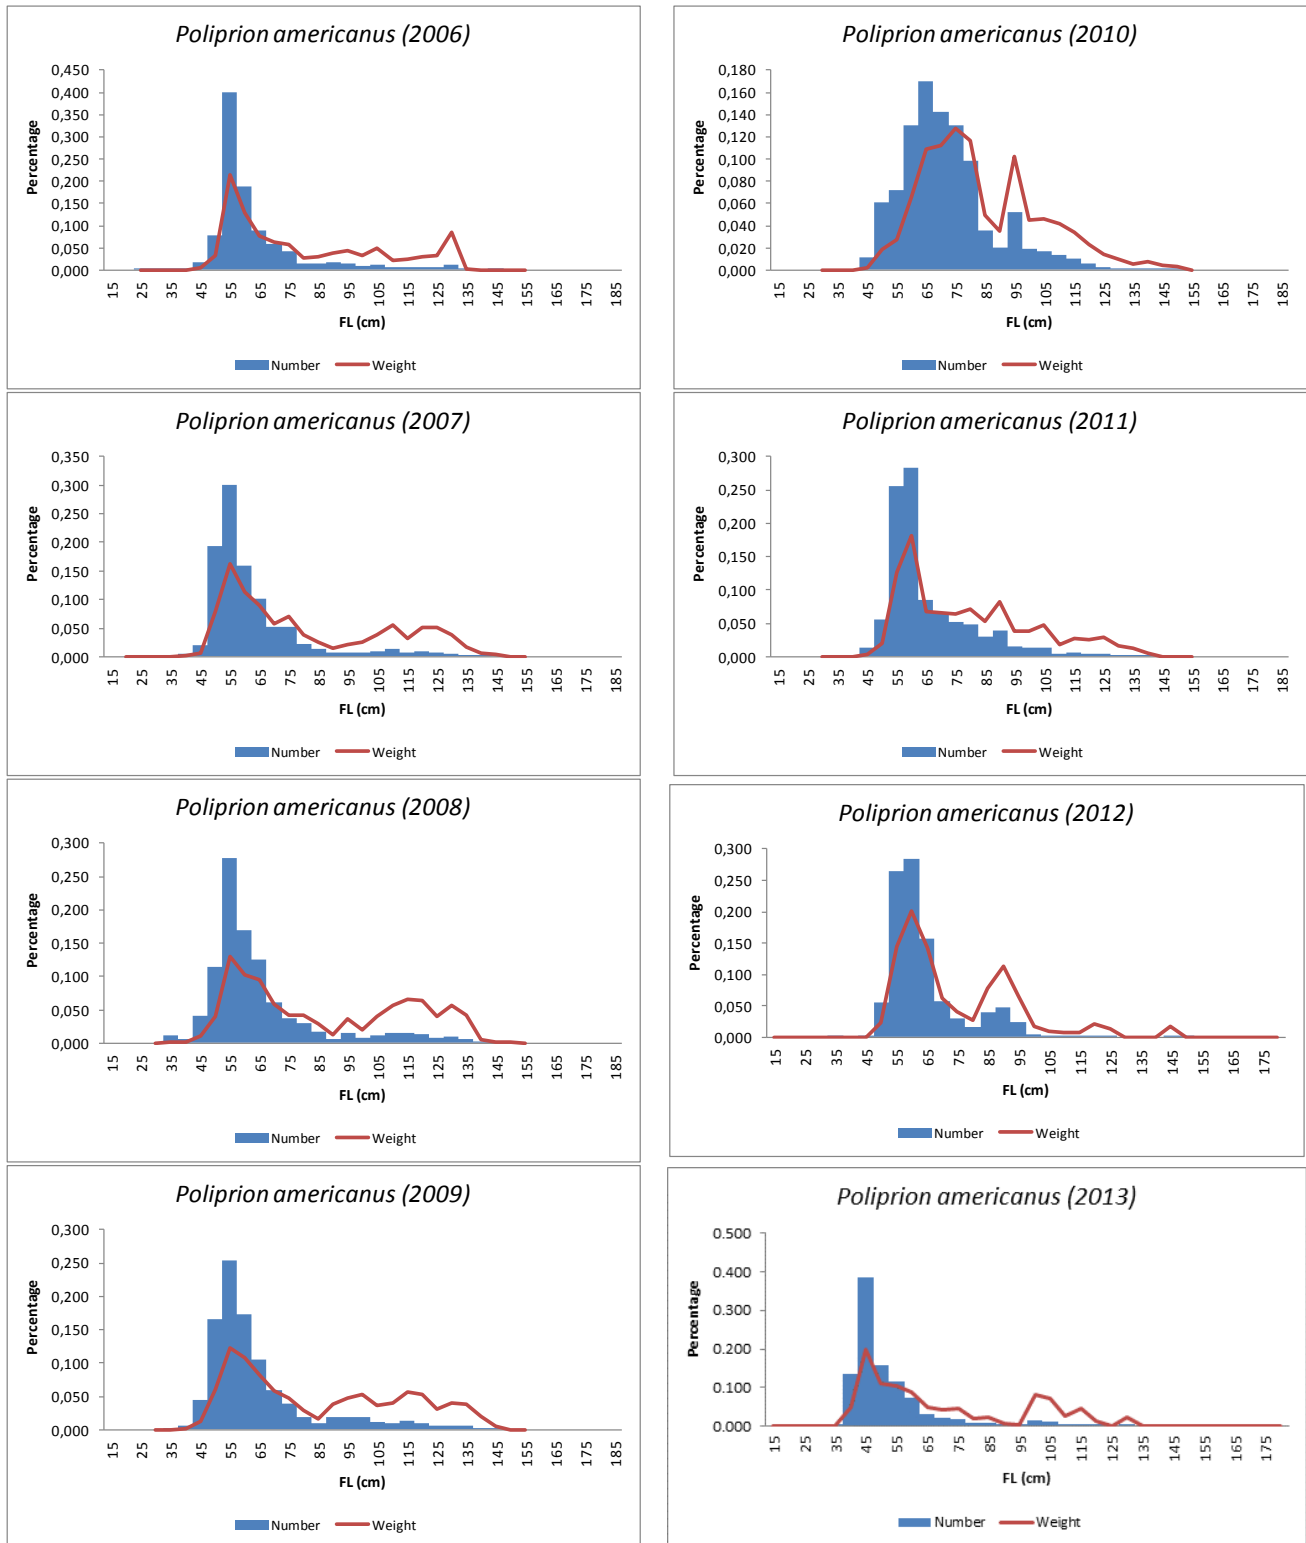 Poliprion americanus (2006)
0,450
0,400
0,350
0,300
0,250
0,200
0,150
0,100
0,050
0,000
Percentage
15 25 35 45 55 65 75 85 95 105 115 125 135 145 155 165 175 185
FL (cm)
Number Weight
Poliprion americanus (2010)
0,180
0,160
0,140
0,120
0,100
0,080
0,060
0,040
0,020
0,000
Percentage
15 25 35 45 55 65 75 85 95 105 115 125 135 145 155 165 175 185
FL (cm)
Number Weight
Poliprion americanus (2007)
0,350
0,300
0,250
0,200
0,150
0,100
0,050
0,000
Percentage
15 25 35 45 55 65 75 85 95 105 115 125 135 145 155 165 175 185
FL (cm)
Number Weight
Poliprion americanus (2011)
0,300
0,250
0,200
0,150
0,100
0,050
0,000
Percentage
15 25 35 45 55 65 75 85 95 105 115 125 135 145 155 165 175 185
FL (cm)
Number Weight
Poliprion americanus (2008)
0,300
0,250
0,200
0,150
0,100
0,050
0,000
Percentage
15 25 35 45 55 65 75 85 95 105 115 125 135 145 155 165 175 185
FL (cm)
Number Weight
Poliprion americanus (2012)
0,300
0,250
0,200
0,150
0,100
0,050
0,000
Percentage
15 25 35 45 55 65 75 85 95 105 115 125 135 145 155 165 175
FL (cm)
Number Weight
Poliprion americanus (2009)
0,300
0,250
0,200
0,150
0,100
0,050
0,000
Percentage
15 25 35 45 55 65 75 85 95 105 115 125 135 145 155 165 175 185
FL (cm)
Number Weight
Poliprion americanus (2013)
0.500
0.400
0.300
0.200
0.100
0.000
Percentage
15 25 35 45 55 65 75 85 95 105 115 125 135 145 155 165 175
FL (cm)
Number Weight